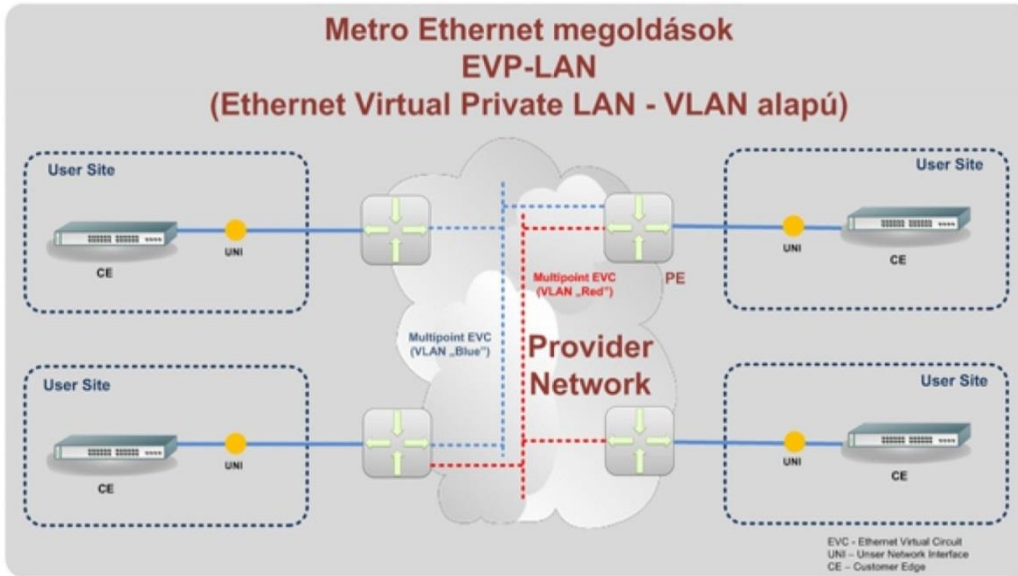 Metro Ethernet megoldások
EVP-LAN
(Ethernet Virtual Private LAN - VLAN alapú)
User Site
UNI
CE
User Site
UNI
CE
PE
Multipoint EVC
(VLAN „Red”)
Multipoint EVC
(VLAN „Blue”)
Provider
Network
User Site
UNI
CE
User Site
UNI
CE
EVC - Ethernet Virtual Circuit
UNI – Unser Network Interface
CE – Customer Edge